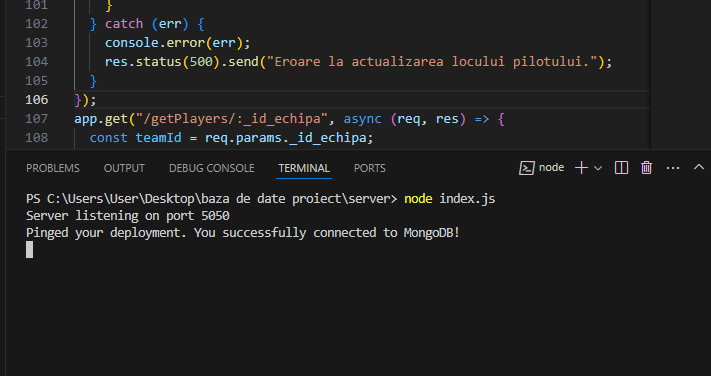 101 }
102 } catch (err) {
103 console.error(err);
104 res.status(500).send("Eroare la actualizarea locului pilotului.");
105 }
106 });
107 app.get("/getPlayers/:_id_echipa", async (req, res) => {
108 const teamId = req.params._id_echipa;
PROBLEMS OUTPUT DEBUG CONSOLE TERMINAL PORTS node
PS C:\Users\User\Desktop\baza de date proiect\server> node index.js
Server listening on port 5050
Pinged your deployment. You successfully connected to MongoDB!